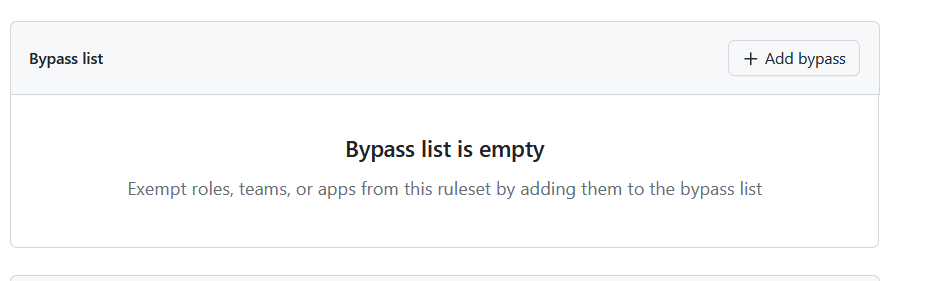 Bypass list
+ Add bypass
Bypass list is empty
Exempt roles, teams, or apps from this ruleset by adding them to the bypass list